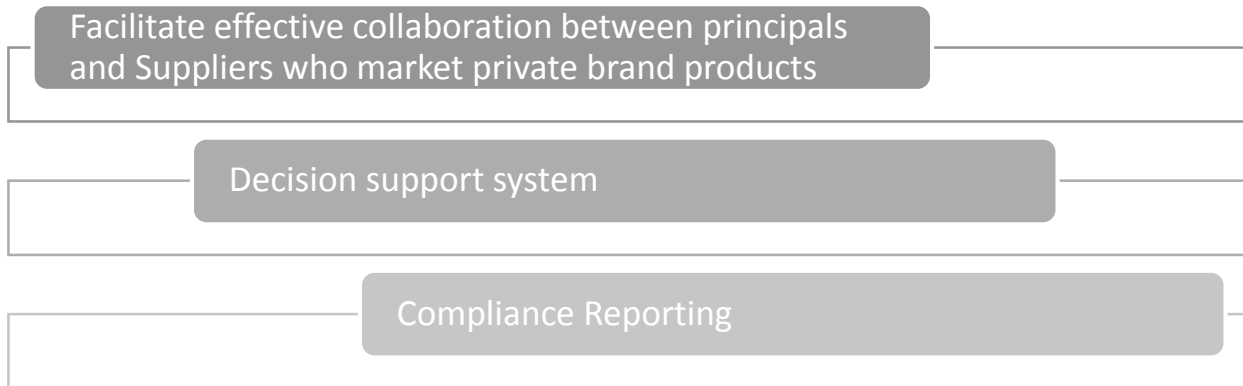 Facilitate effective collaboration between principals
and Suppliers who market private brand products
Decision support system
Compliance Reporting